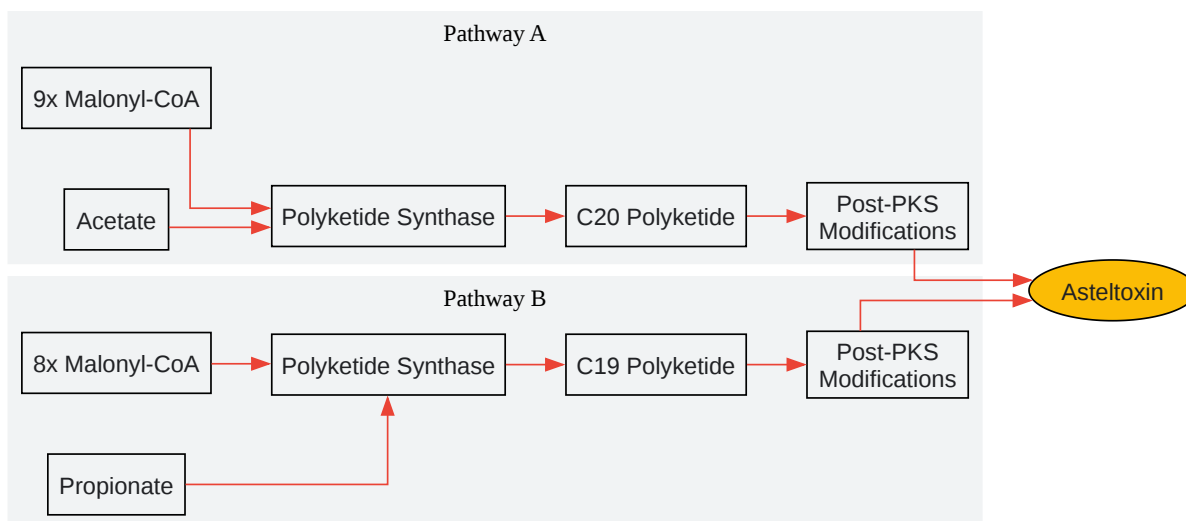 Pathway A
9x Malonyl-CoA
Acetate
Polyketide Synthase
C20 Polyketide
Post-PKS
Modifications
Asteltoxin
Pathway B
8x Malonyl-CoA
Polyketide Synthase
C19 Polyketide
Post-PKS
Modifications
Propionate